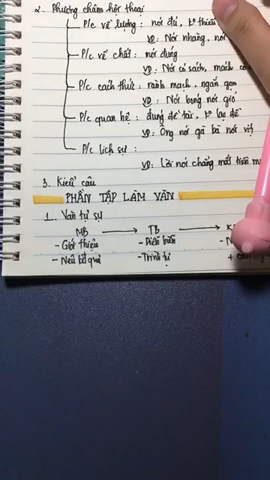 2. Phương châm hội thoại
P/c về lượng: nói đủ, k° thiếu
VD: Nói nhăng, nói
P/c về chất: nói đúng
VD: Nói có sách, mách có
P/c cách thức: rành mạch, ngắn gọn
VD: Nói bóng nói gió
P/c quan hệ: đúng đề tài, k° lạc đề
VD: Ông nói gà bà nói vịt
P/c lịch sự:
VD: Lời nói chẳng mất tiền
3. Kiểu câu
PHẦN TẬP LÀM VĂN
1. Văn tự sự
MB → TB →
- Giới thiệu - Diễn biến
- Nêu kết quả - Trình tự